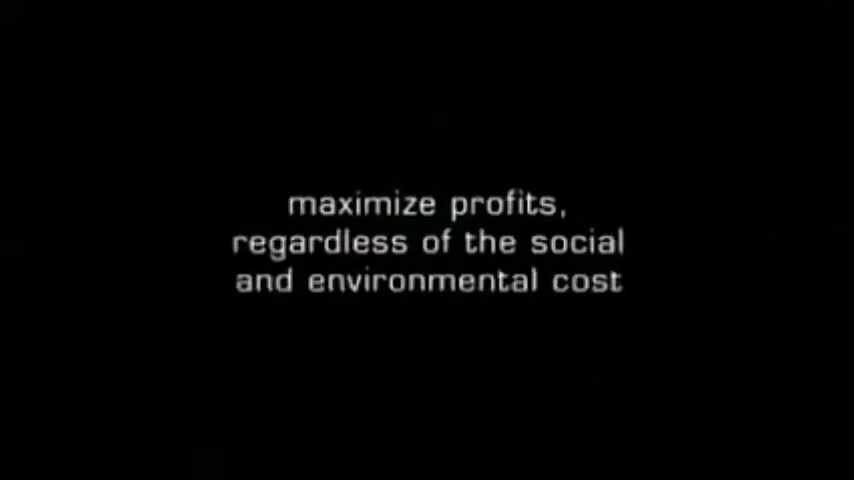 maximize profits,
regardless of the social
and environmental cost